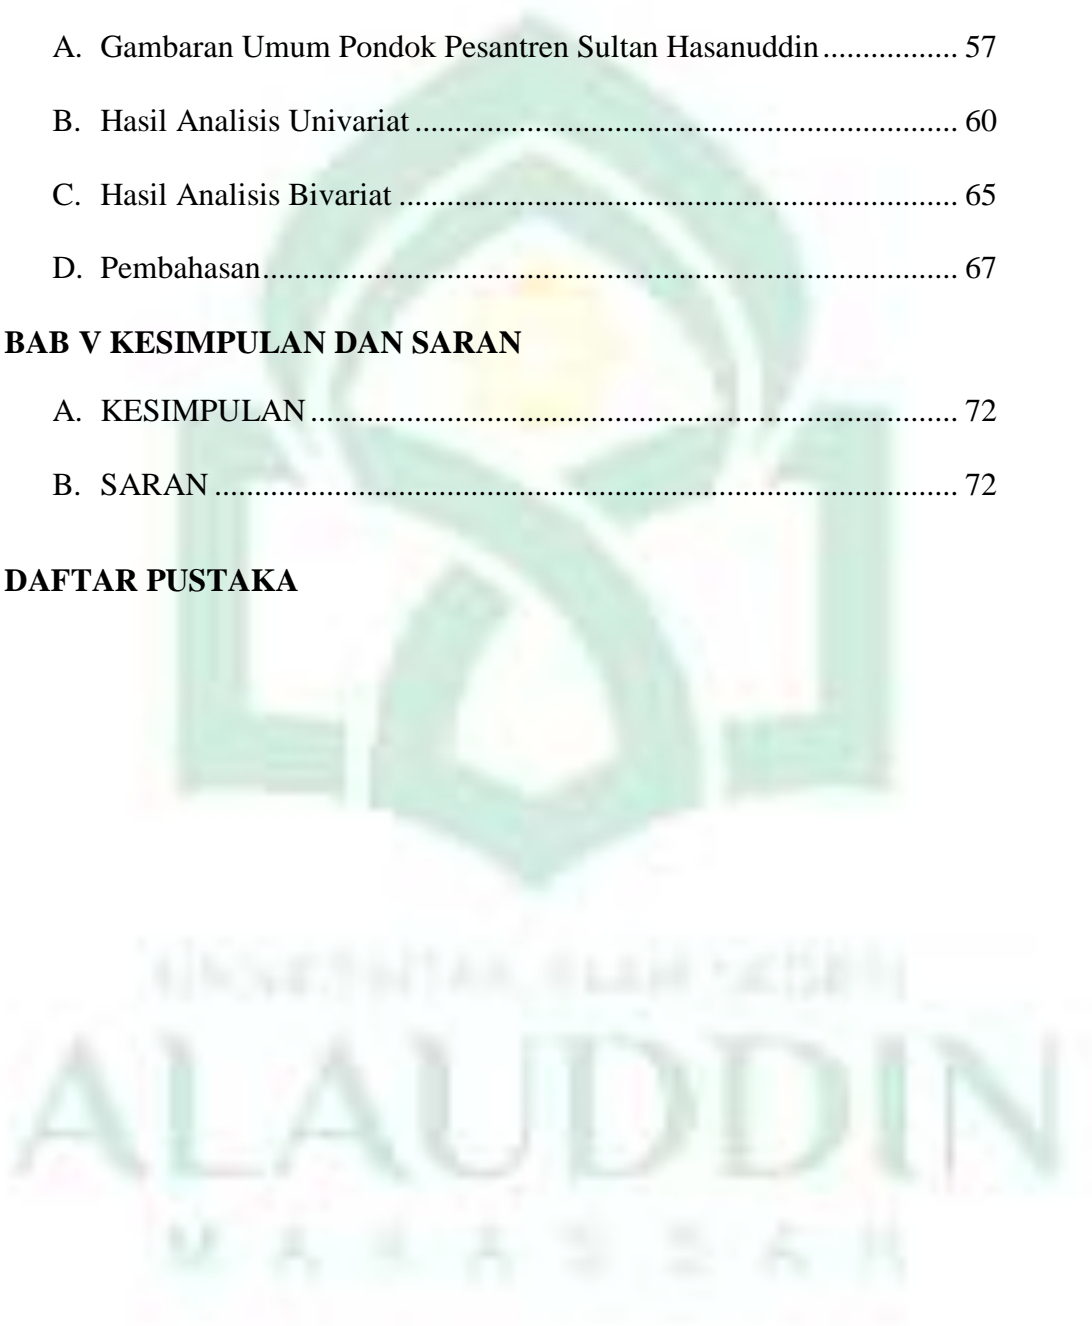 A. Gambaran Umum Pondok Pesantren Sultan Hasanuddin................. 57
B. Hasil Analisis Univariat.................................................................... 60
C. Hasil Analisis Bivariat...................................................................... 65
D. Pembahasan....................................................................................... 67
BAB V KESIMPULAN DAN SARAN
A. KESIMPULAN................................................................................. 72
B. SARAN............................................................................................. 72
DAFTAR PUSTAKA
ALAUDDIN